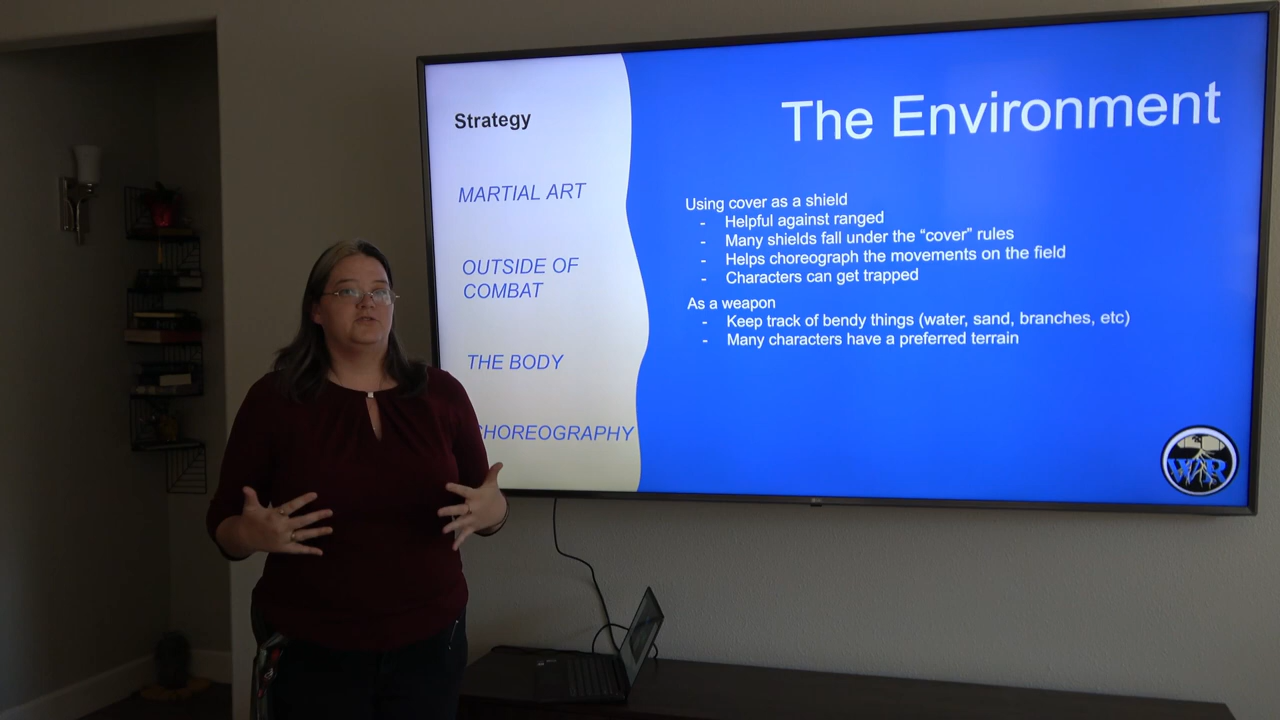 Strategy
MARTIAL ART
OUTSIDE OF
COMBAT
THE BODY
CHOREOGRAPHY
The Environment
Using cover as a shield
- Helpful against ranged
- Many shields fall under the “cover” rules
- Helps choreograph the movements on the field
- Characters can get trapped
As a weapon
- Keep track of bendy things (water, sand, branches, etc)
- Many characters have a preferred terrain
WR